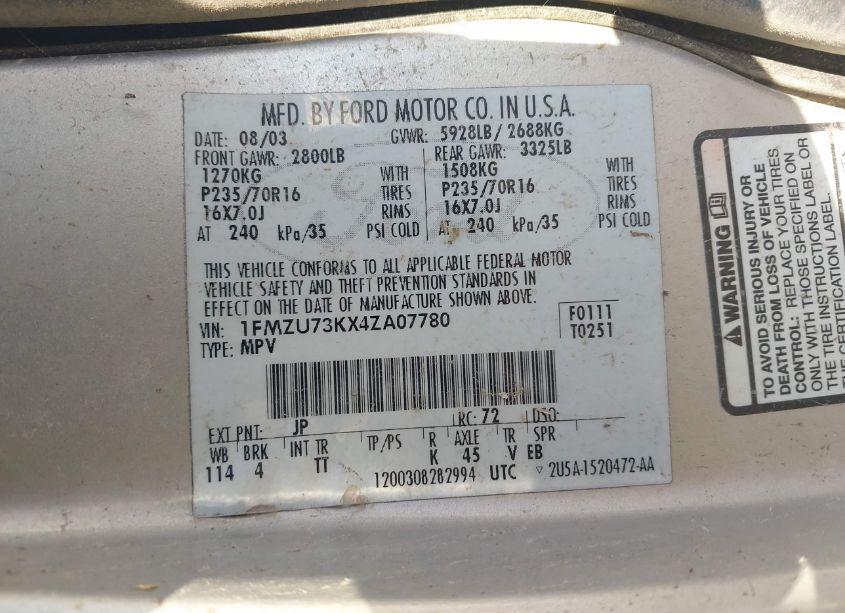 MFD. BY FORD MOTOR CO. IN U.S.A.
DATE: 08/03 GVWR: 5928LB/ 2688KG
FRONT GAWR: 2800LB REAR GAWR: 3325LB
1270KG WITH 1508KG WITH
P235/70R16 TIRES P235/70R16 TIRES
16X7.0J RIMS 16X7.0J RIMS
AT 240 kPa/35 PSI COLD AT 240 kPa/35 PSI COLD
THIS VEHICLE CONFORMS TO ALL APPLICABLE FEDERAL MOTOR
VEHICLE SAFETY AND THEFT PREVENTION STANDARDS IN
EFFECT ON THE DATE OF MANUFACTURE SHOWN ABOVE.
VIN: 1FMZU73KX4ZA07780 F0111
TYPE: MPV T0251
EXT PNT: JP RC: 72 DSO:
WB BRK INT TR TP/PS R AXLE TR SPR
114 4 TT K 45 V EB
1200308282994 UTC ▽ 2U5A-1520472-AA
WARNING
TO AVOID SERIOUS INJURY OR
DEATH FROM LOSS OF VEHICLE
CONTROL: REPLACE YOUR TIRES
ONLY WITH THOSE SPECIFIED ON
THE TIRE INSTRUCTIONS LABEL OR
THE CERTIFICATION LABEL.